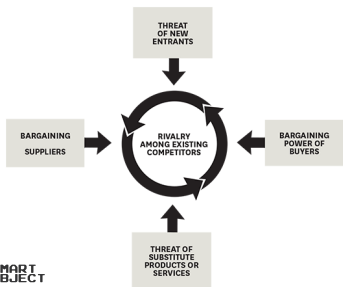 THREAT
OF NEW
ENTRANTS
BARGAINING
SUPPLIERS
RIVALRY
AMONG EXISTING
COMPETITORS
BARGAINING
POWER OF
BUYERS
THREAT OF
SUBSTITUTE
PRODUCTS OR
SERVICES
MART
BJECT